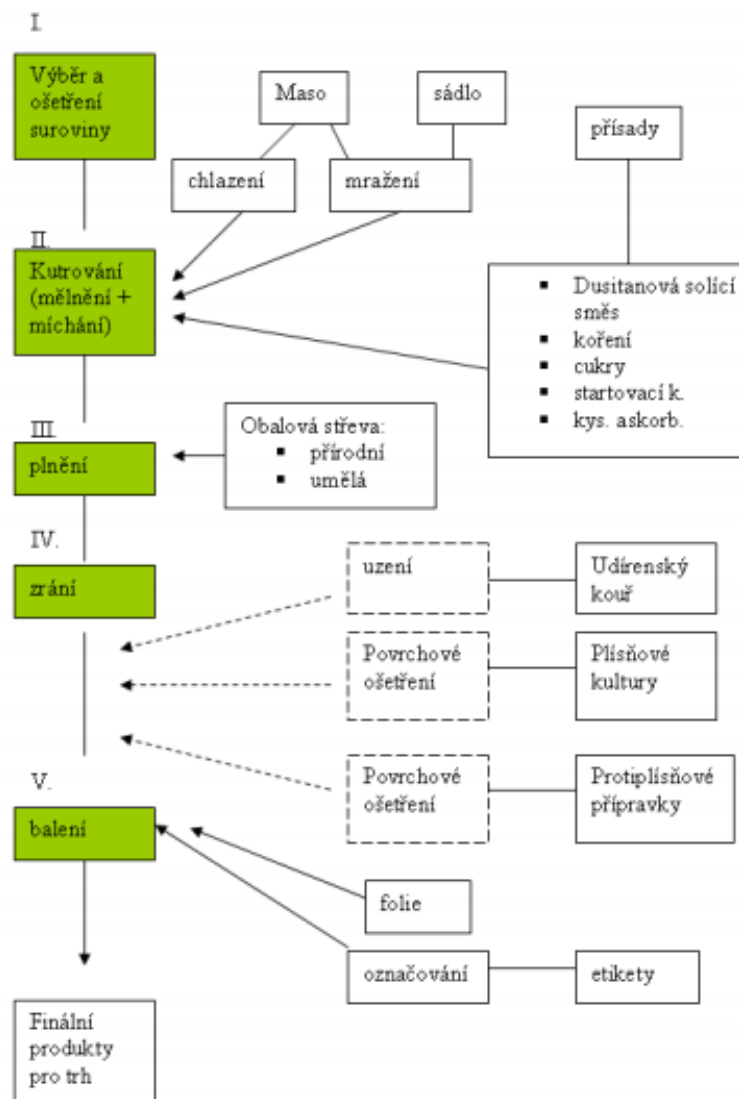 I.
Výběr a
ošetření
suroviny
Maso
sádlo
přísady
chlazení
mražení
II.
Kutrování
(mělnění +
míchání)
▪ Dusitanová solící
směs
▪ koření
▪ cukry
▪ startovací k.
▪ kys. askorb.
III.
plnění
Obalová střeva:
▪ přírodní
▪ umělá
IV.
zrání
uzení
Udírenský
kouř
Povrchové
ošetření
Plísňové
kultury
Povrchové
ošetření
Protiplísňové
přípravky
V.
balení
folie
označování
etikety
Finální
produkty
pro trh